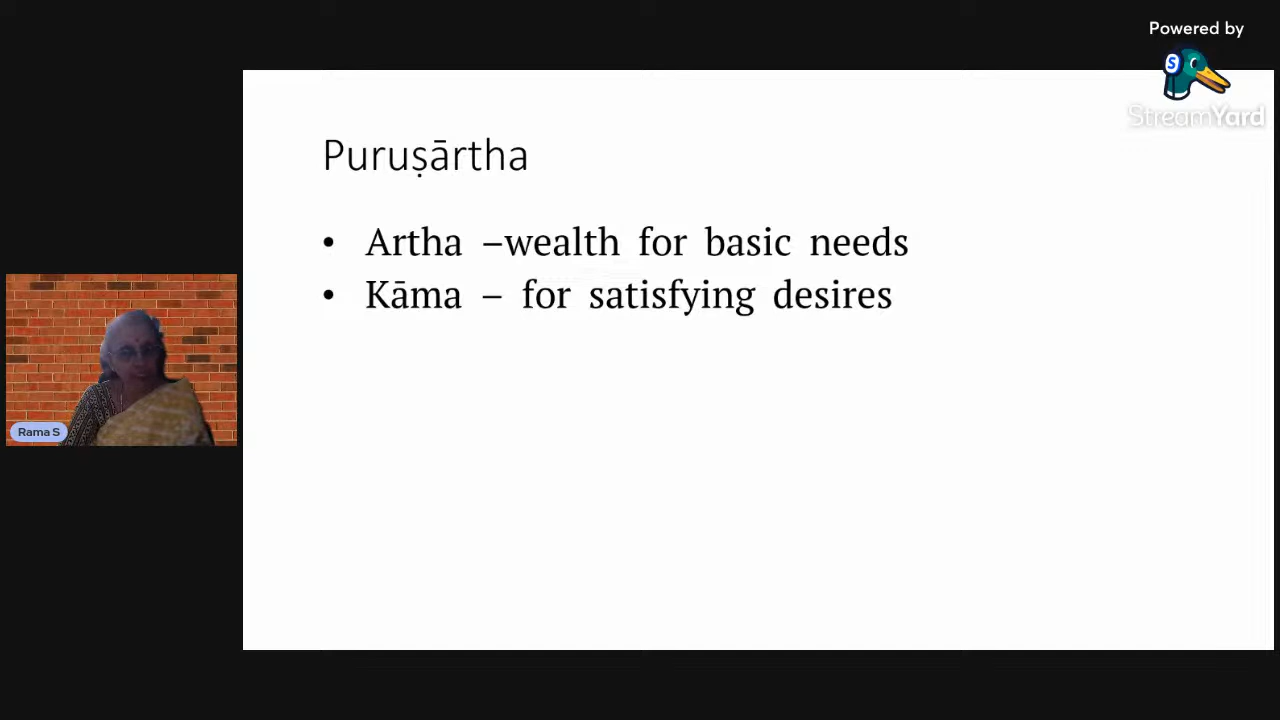 Powered by
StreamYard
Puruṣārtha
• Artha –wealth for basic needs
• Kāma – for satisfying desires
Rama S